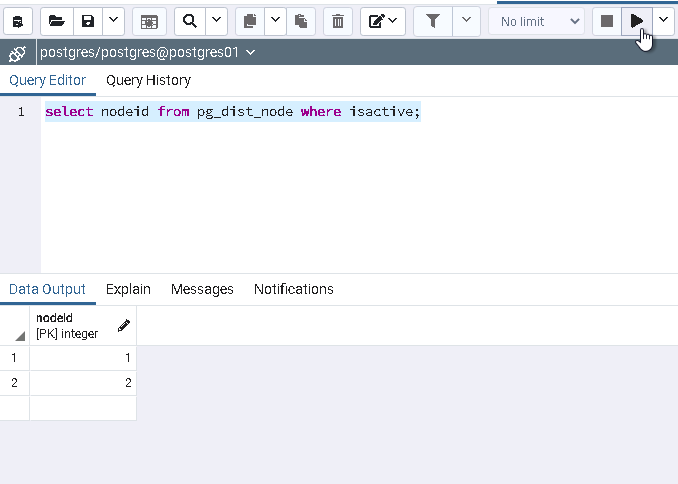 No limit
postgres/postgres@postgres01
Query Editor Query History
1 select nodeid from pg_dist_node where isactive;
Data Output Explain Messages Notifications
nodeid
[PK] integer
1 1
2 2